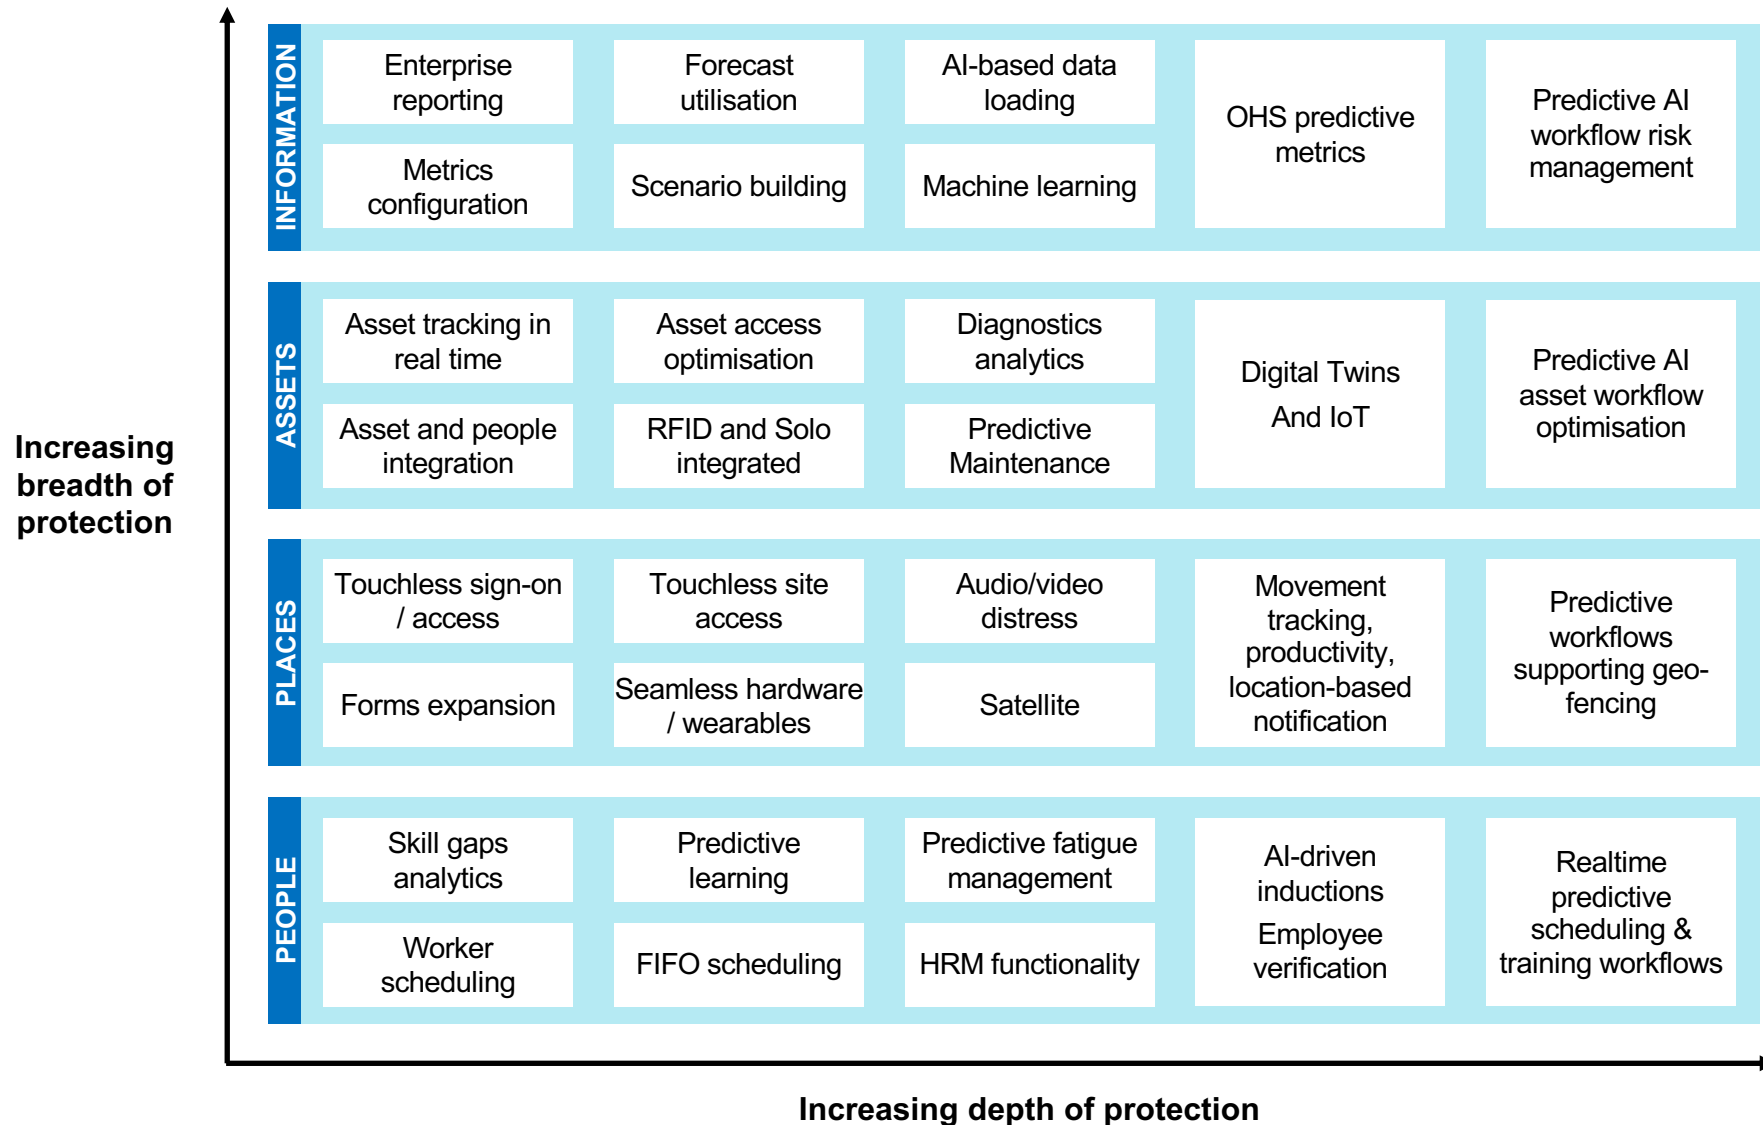 Increasing
breadth of
protection
INFORMATION
Enterprise
reporting
Forecast
utilisation
AI-based data
loading
OHS predictive
metrics
Predictive AI
workflow risk
management
Metrics
configuration
Scenario building
Machine learning
ASSETS
Asset tracking in
real time
Asset access
optimisation
Diagnostics
analytics
Digital Twins
And IoT
Predictive AI
asset workflow
optimisation
Asset and people
integration
RFID and Solo
integrated
Predictive
Maintenance
PLACES
Touchless sign-on
/ access
Touchless site
access
Audio/video
distress
Movement
tracking,
productivity,
location-based
notification
Predictive
workflows
supporting geo-
fencing
Forms expansion
Seamless hardware
/ wearables
Satellite
PEOPLE
Skill gaps
analytics
Predictive
learning
Predictive fatigue
management
AI-driven
inductions
Employee
verification
Realtime
predictive
scheduling &
training workflows
Worker
scheduling
FIFO scheduling
HRM functionality
Increasing depth of protection